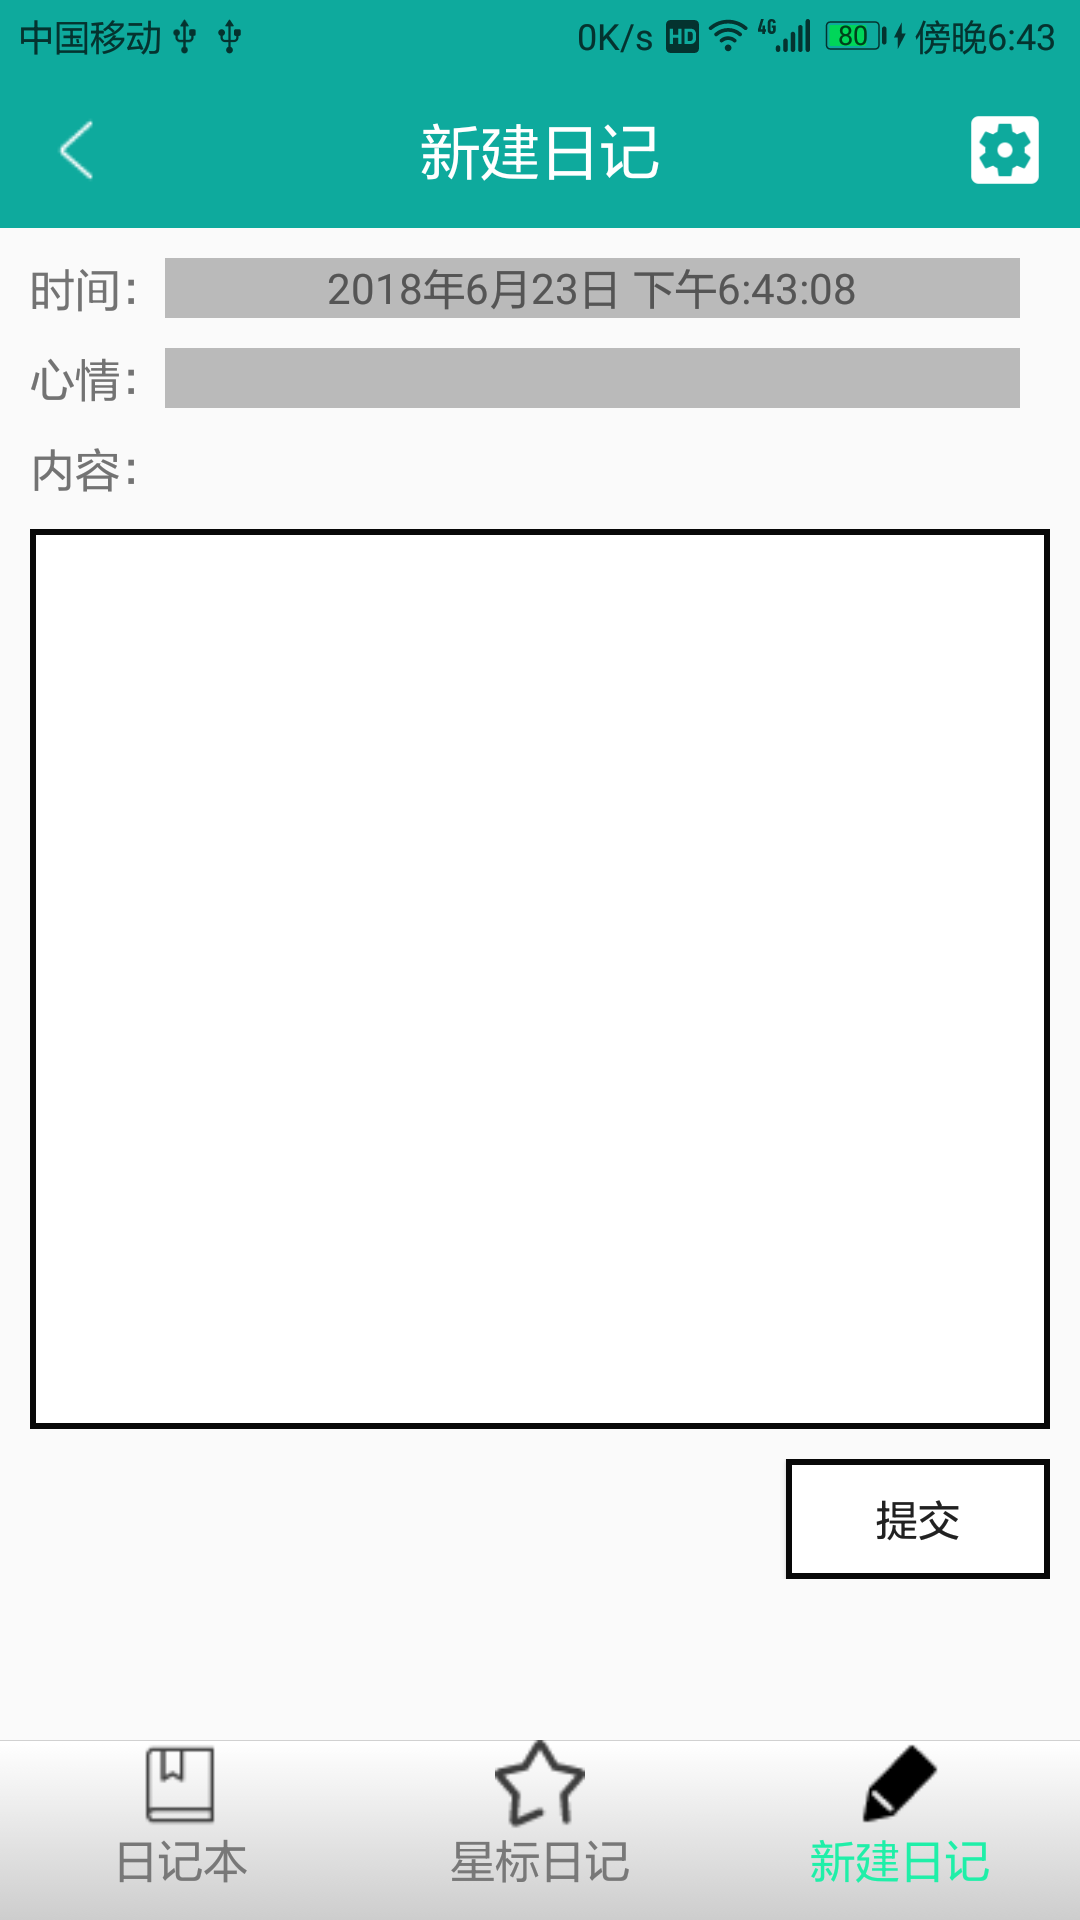 中国移动 0K/s HD 4G 80 傍晚6:43
新建日记
时间： 2018年6月23日 下午6:43:08
心情：
内容：
提交
日记本 星标日记 新建日记